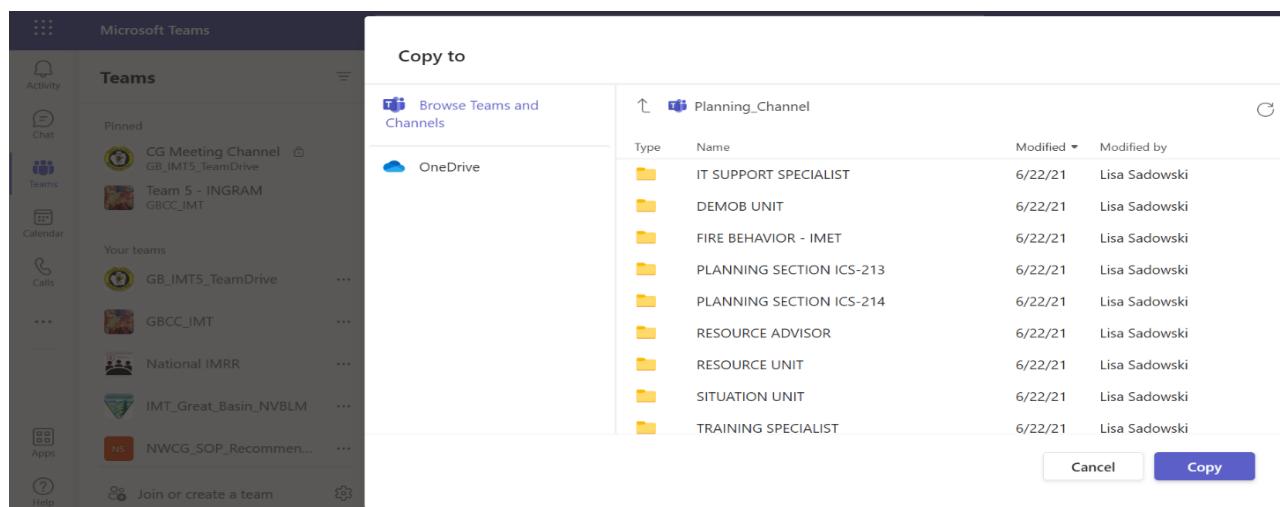 Microsoft Teams
Activity
Chat
Teams
Calendar
Calls
Apps
Help
Teams
Pinned
CG Meeting Channel
GB_IMT5_TeamDrive
Team 5 - INGRAM
GBCC_IMT
Your teams
GB_IMT5_TeamDrive
GBCC_IMT
National IMRR
IMT_Great_Basin_NVBLM
NS NWCG_SOP_Recommen...
Join or create a team
Copy to
Browse Teams and
Channels
OneDrive
Planning_Channel
Type Name Modified Modified by
IT SUPPORT SPECIALIST 6/22/21 Lisa Sadowski
DEMOB UNIT 6/22/21 Lisa Sadowski
FIRE BEHAVIOR - IMET 6/22/21 Lisa Sadowski
PLANNING SECTION ICS-213 6/22/21 Lisa Sadowski
PLANNING SECTION ICS-214 6/22/21 Lisa Sadowski
RESOURCE ADVISOR 6/22/21 Lisa Sadowski
RESOURCE UNIT 6/22/21 Lisa Sadowski
SITUATION UNIT 6/22/21 Lisa Sadowski
TRAINING SPECIALIST 6/22/21 Lisa Sadowski
Cancel Copy